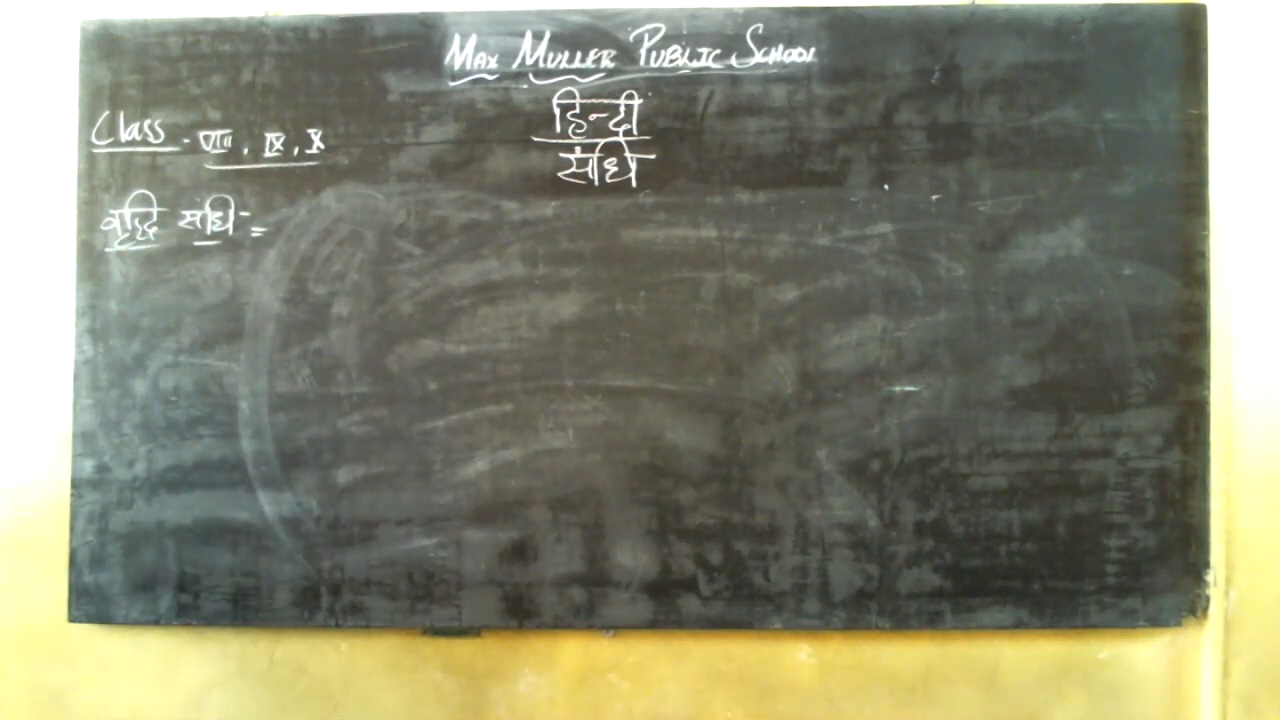 MAX MULLER PUBLIC SCHOOL
हिन्दी
संधि
Class - VIII, IX, X
वृद्धि संधि -